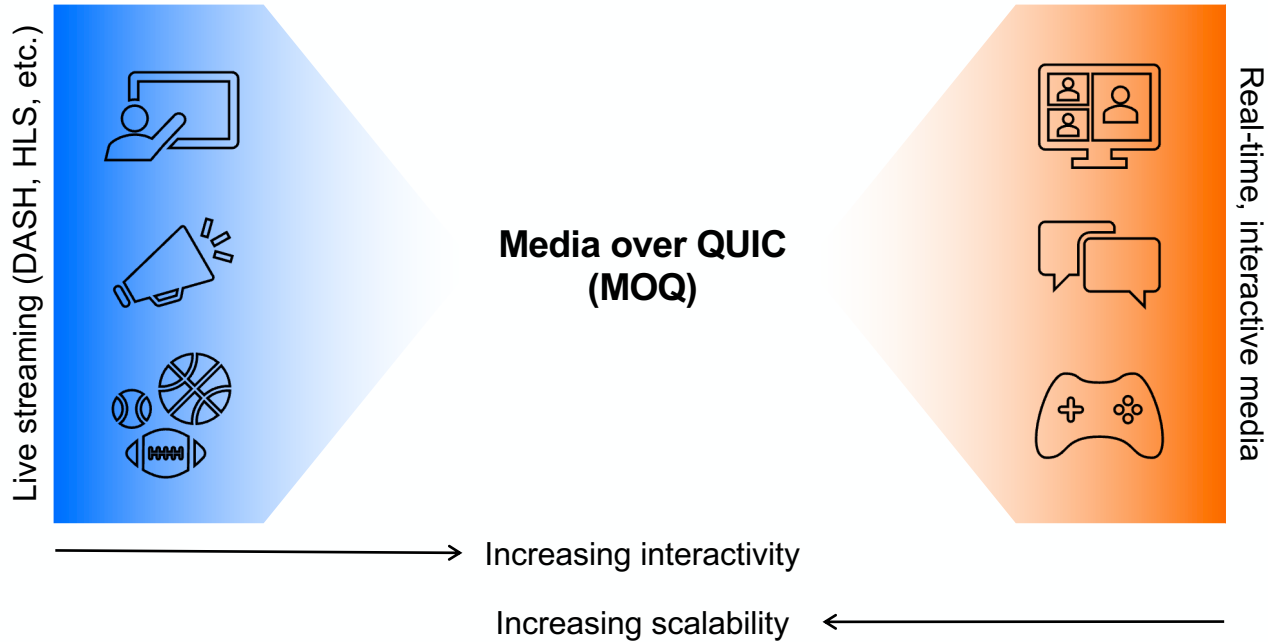 Live streaming (DASH, HLS, etc.)
Media over QUIC
(MOQ)
Real-time, interactive media
Increasing interactivity
Increasing scalability